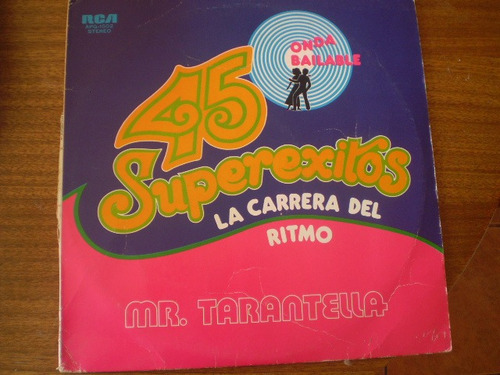 RCA
STEREO
ONDA
BAILABLE
45
Superexitos
LA CARRERA DEL
RITMO
MR. TARANTELLA